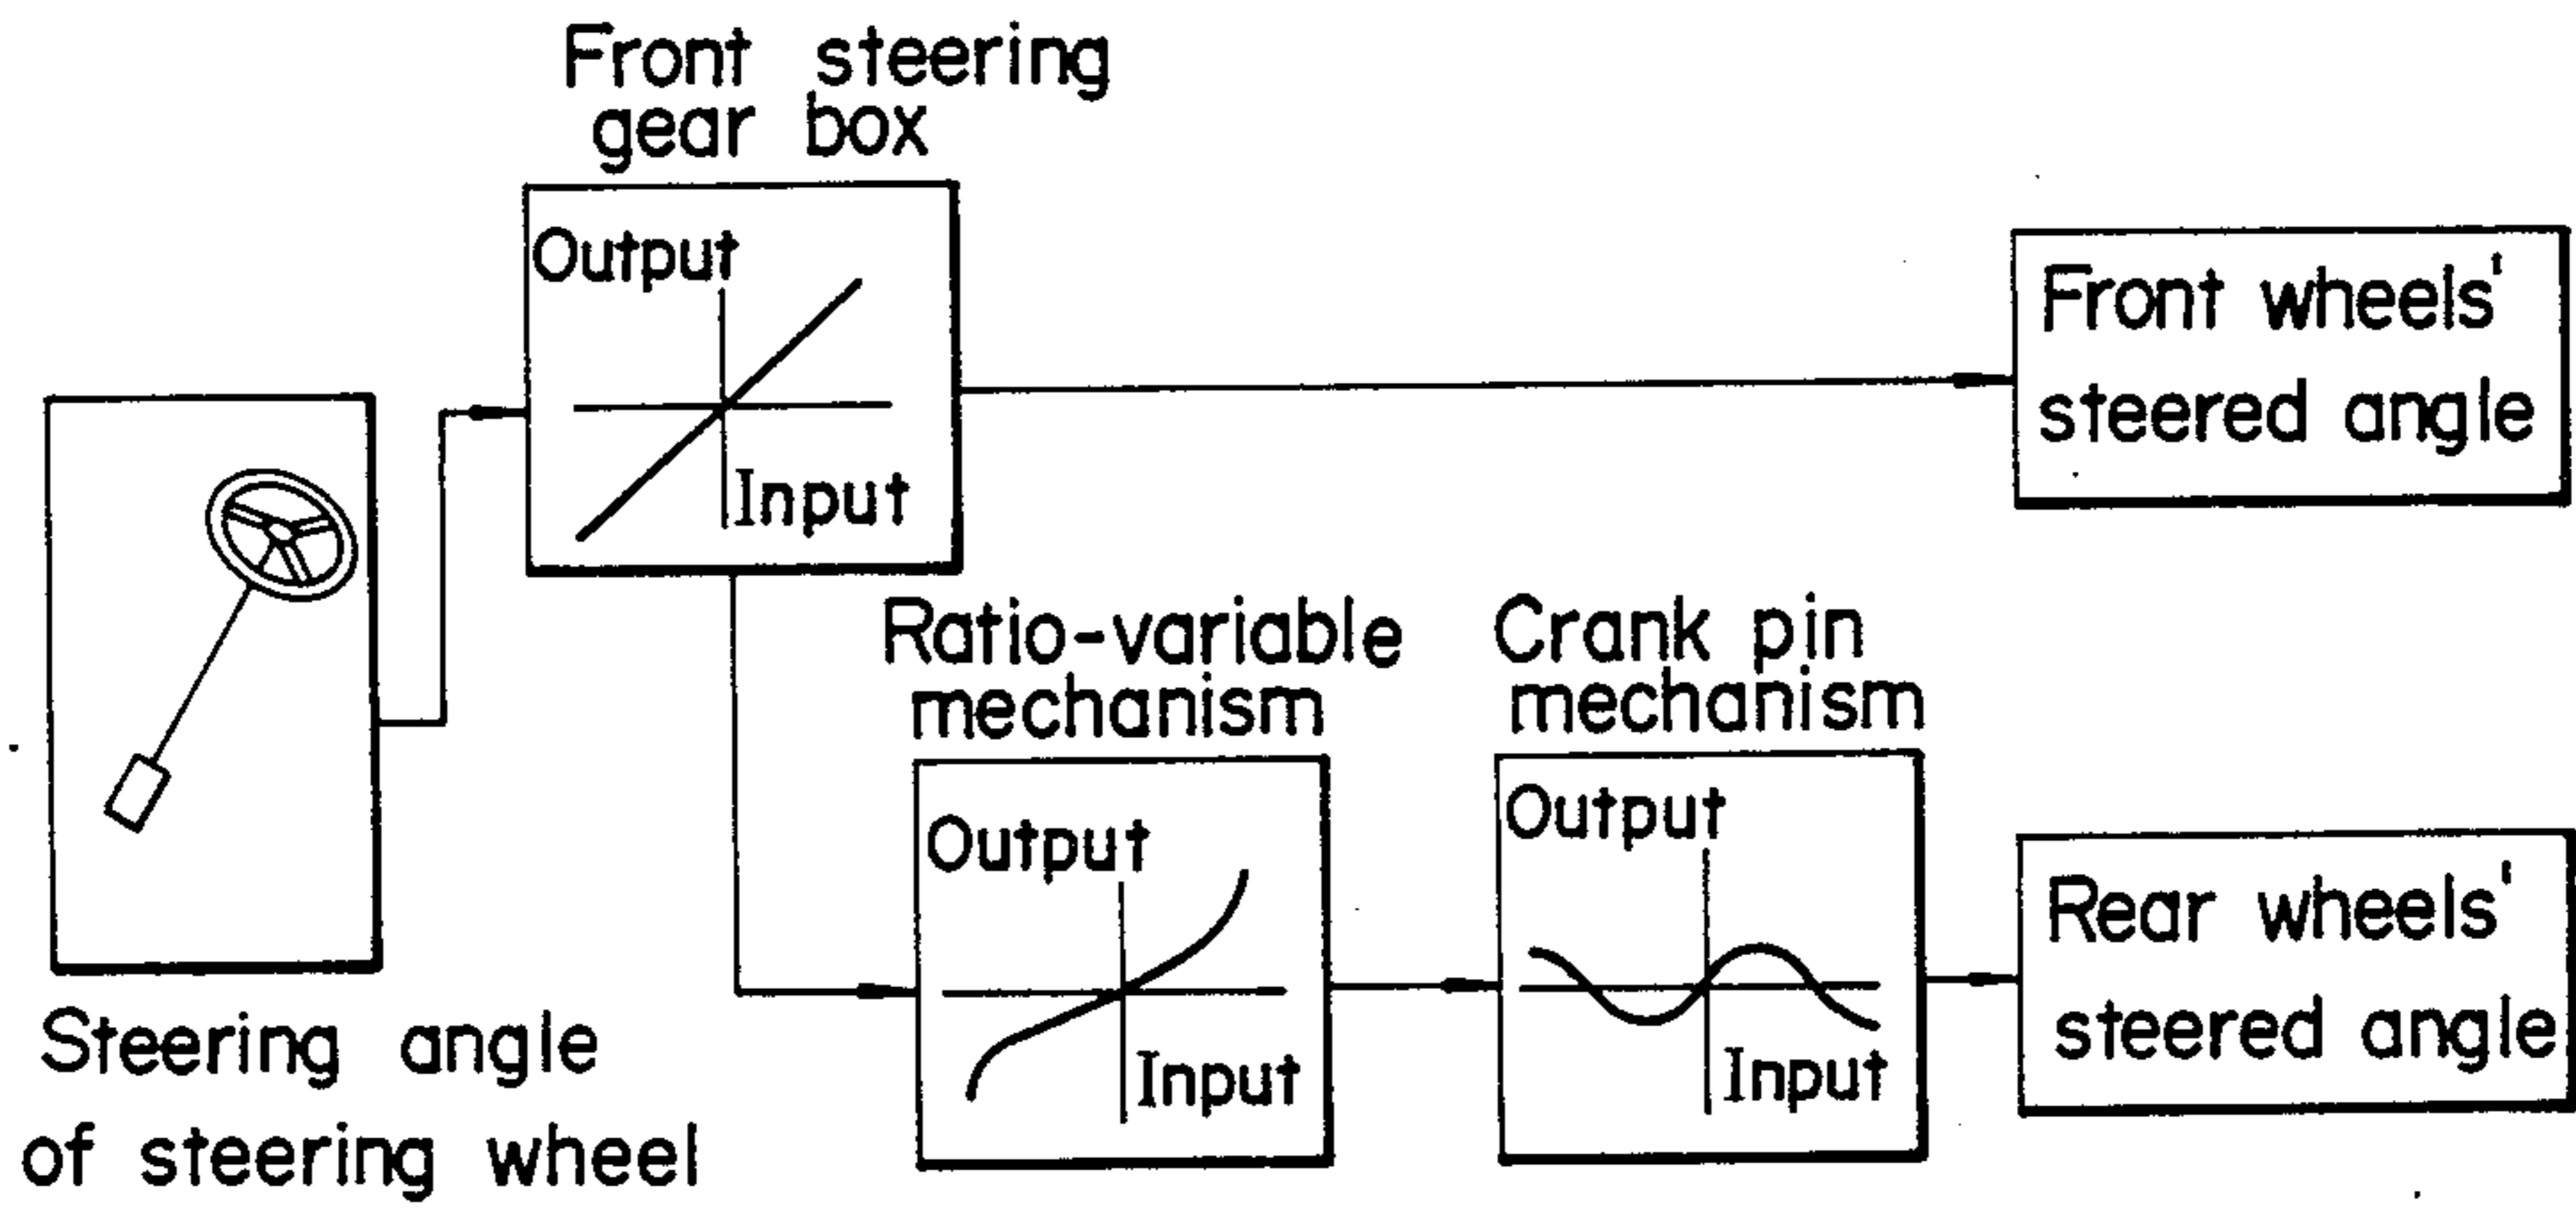 Front steering
gear box
Output
Input
Front wheels'
steered angle
Steering angle
of steering wheel
Ratio-variable
mechanism
Output
Input
Crank pin
mechanism
Output
Input
Rear wheels'
steered angle